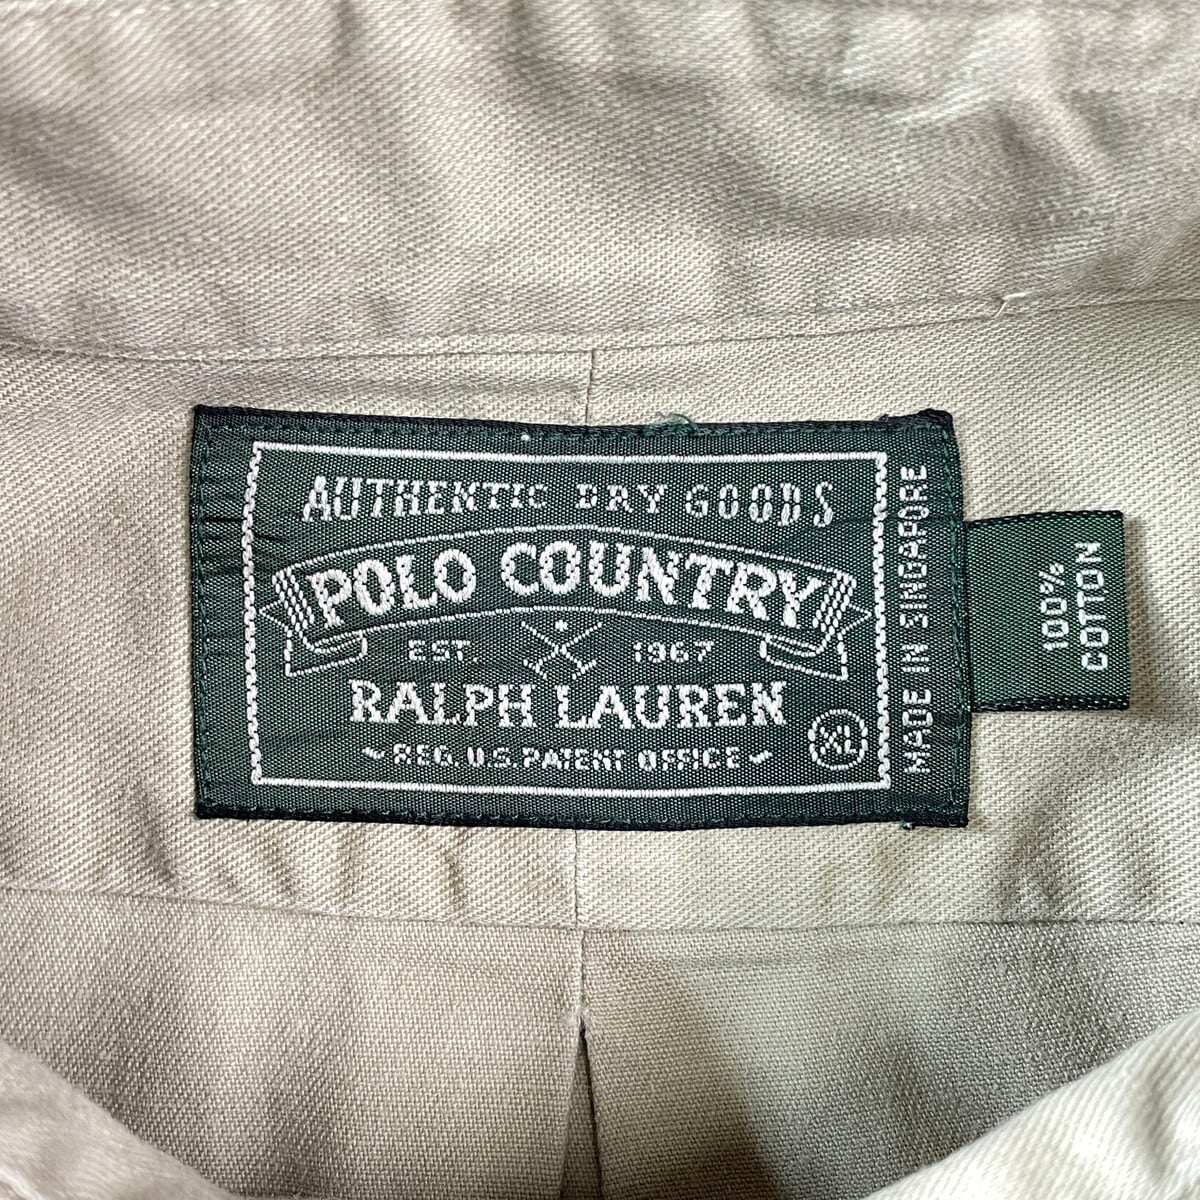 AUTHENTIC DRY GOODS
POLO COUNTRY
EST. 1967
RALPH LAUREN
REG. U.S. PATENT OFFICE
XL
MADE IN SINGAPORE
100%
COTTON